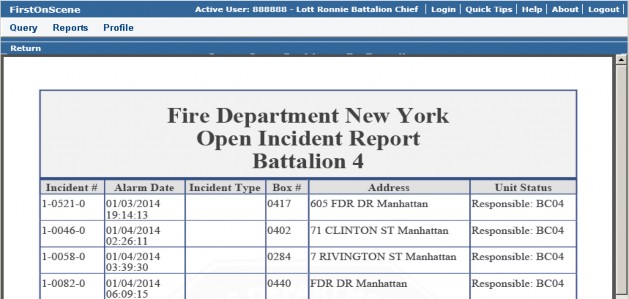 FirstOnScene Active User: 888888 - Lott Ronnie Battalion Chief | Login | Quick Tips | Help | About | Logout |
Query Reports Profile
Return
Fire Department New York
Open Incident Report
Battalion 4
Incident # Alarm Date Incident Type Box # Address Unit Status
1-0521-0 01/03/2014 19:14:13 0417 605 FDR DR Manhattan Responsible: BC04
1-0046-0 01/04/2014 02:26:11 0402 71 CLINTON ST Manhattan Responsible: BC04
1-0058-0 01/04/2014 03:39:30 0284 7 RIVINGTON ST Manhattan Responsible: BC04
1-0082-0 01/04/2014 06:09:15 0440 FDR DR Manhattan Responsible: BC04